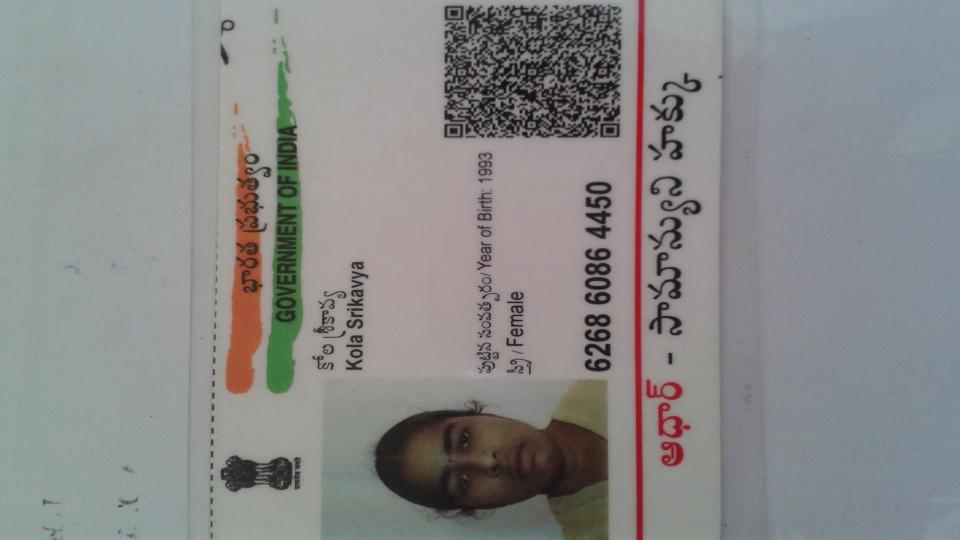 భారత ప్రభుత్వం
GOVERNMENT OF INDIA
కోల శ్రీకావ్య
Kola Srikavya
పుట్టిన సంవత్సరం/ Year of Birth: 1993
స్త్రీ / Female
6268 6086 4450
ఆధార్ - సామాన్యుని హక్కు